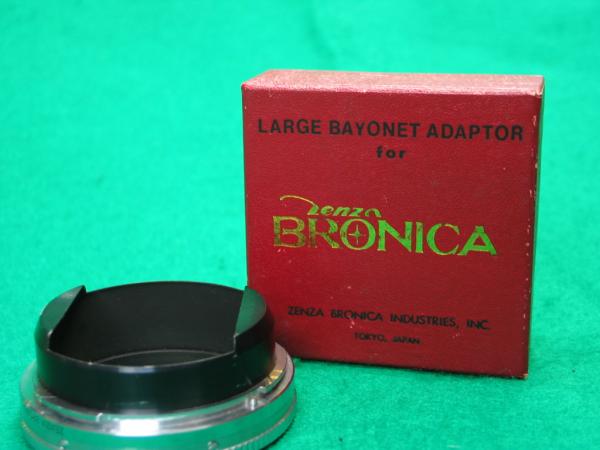 LARGE BAYONET ADAPTOR
for
Zenza
BRONICA
ZENZA BRONICA INDUSTRIES, INC.
TOKYO, JAPAN